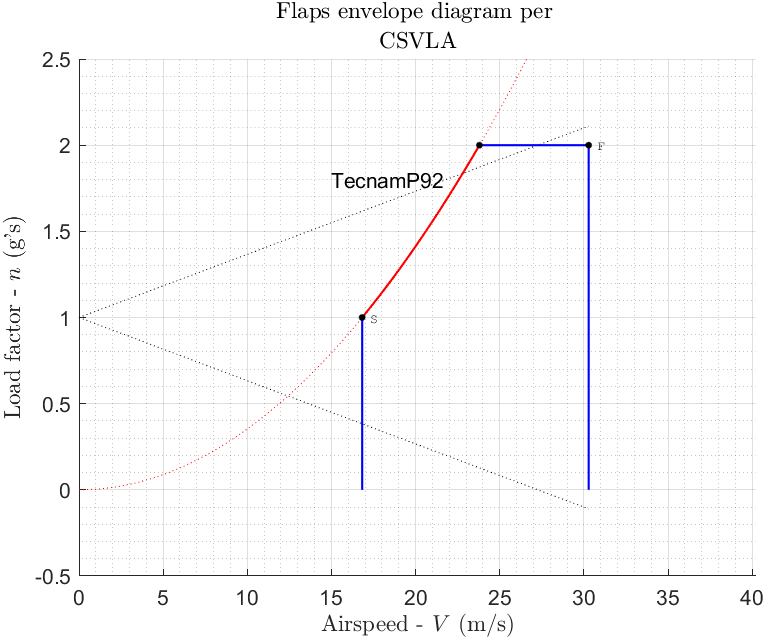 Flaps envelope diagram per
CSVLA
2.5
2
1.5
1
0.5
0
-0.5
Load factor - n (g's)
TecnamP92
F
S
0 5 10 15 20 25 30 35 40
Airspeed - V (m/s)